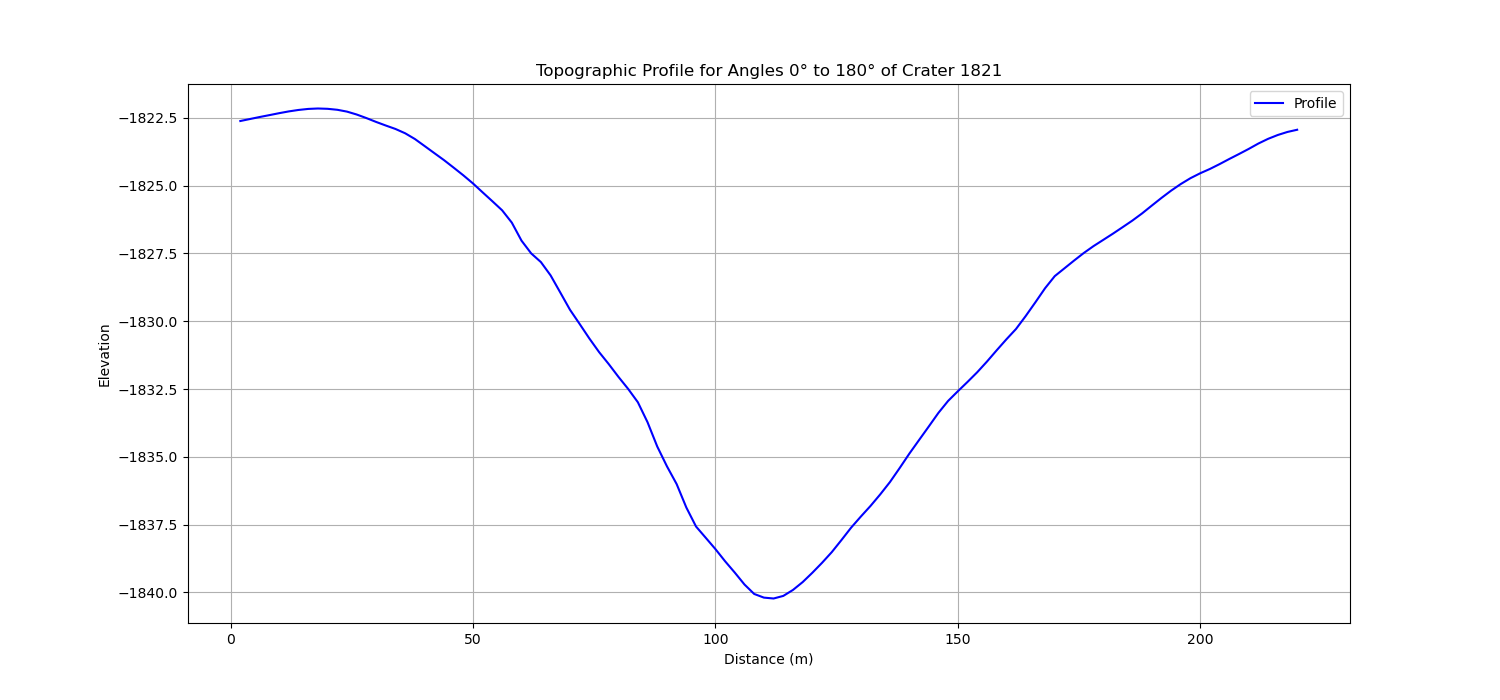 Topographic Profile for Angles 0° to 180° of Crater 1821
Profile
Elevation
−1822.5
−1825.0
−1827.5
−1830.0
−1832.5
−1835.0
−1837.5
−1840.0
0 50 100 150 200
Distance (m)